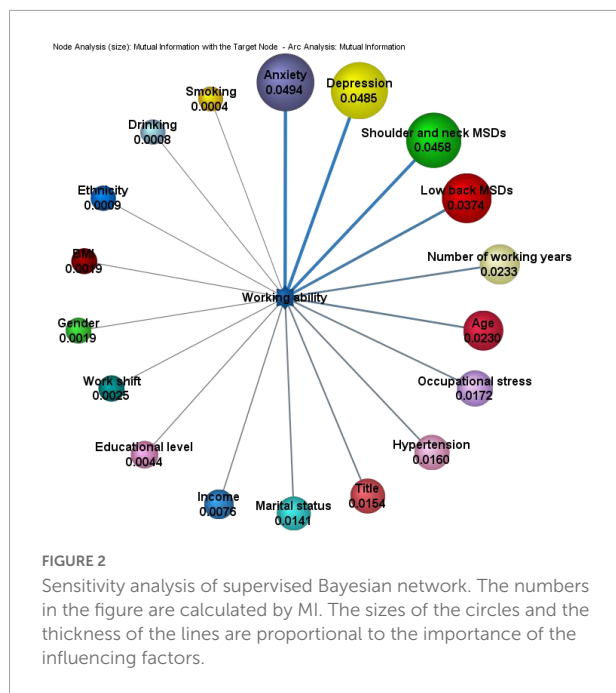 Node Analysis (size): Mutual Information with the Target Node - Arc Analysis: Mutual Information
Anxiety
0.0494
Depression
0.0485
Shoulder and neck MSDs
0.0458
Low back MSDs
0.0374
Number of working years
0.0233
Age
0.0230
Occupational stress
0.0172
Hypertension
0.0160
Title
0.0154
Marital status
0.0141
Income
0.0076
Educational level
0.0044
Work shift
0.0025
Gender
0.0019
BMI
0.0019
Ethnicity
0.0009
Drinking
0.0008
Smoking
0.0004
Working ability
FIGURE 2
Sensitivity analysis of supervised Bayesian network. The numbers
in the figure are calculated by MI. The sizes of the circles and the
thickness of the lines are proportional to the importance of the
influencing factors.